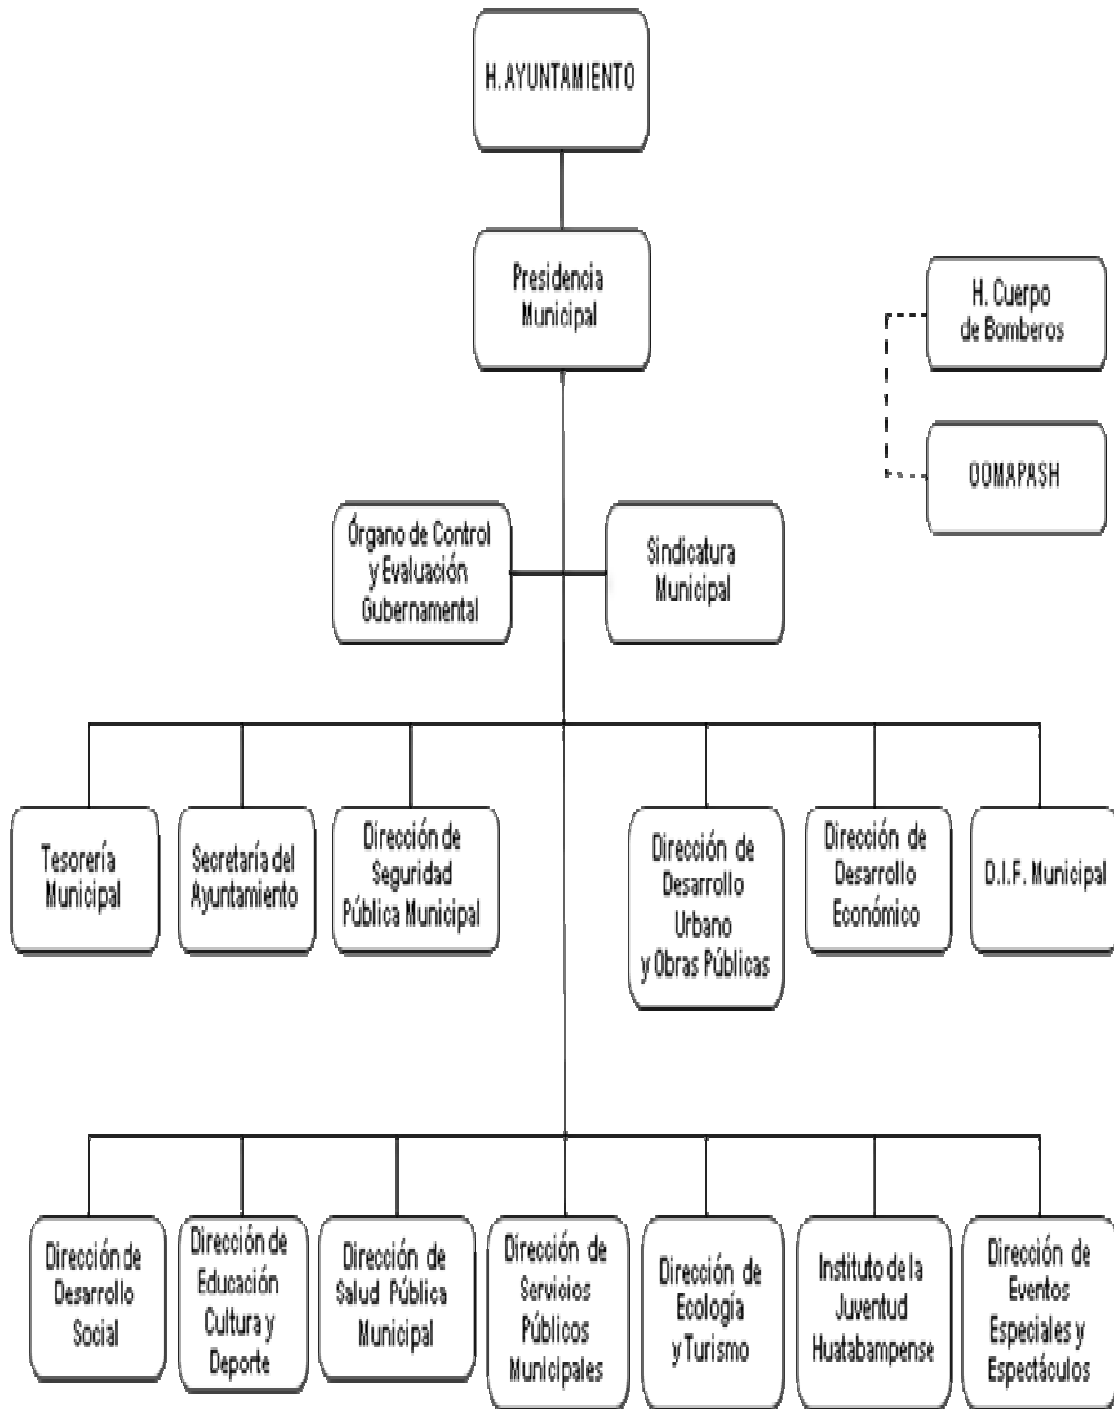 H. AYUNTAMIENTO
Presidencia
Municipal
H. Cuerpo
de Bomberos
OOMAPASH
Órgano de Control
y Evaluación
Gubernamental
Sindicatura
Municipal
Tesorería
Municipal
Secretaría del
Ayuntamiento
Dirección de
Seguridad
Pública Municipal
Dirección de
Desarrollo
Urbano
y Obras Públicas
Dirección de
Desarrollo
Económico
D.I.F. Municipal
Dirección de
Desarrollo
Social
Dirección de
Educación
Cultura y
Deporte
Dirección de
Salud Pública
Municipal
Dirección de
Servicios
Públicos
Municipales
Dirección de
Ecología
y Turismo
Instituto de la
Juventud
Huatabampense
Dirección de
Eventos
Especiales y
Espectáculos